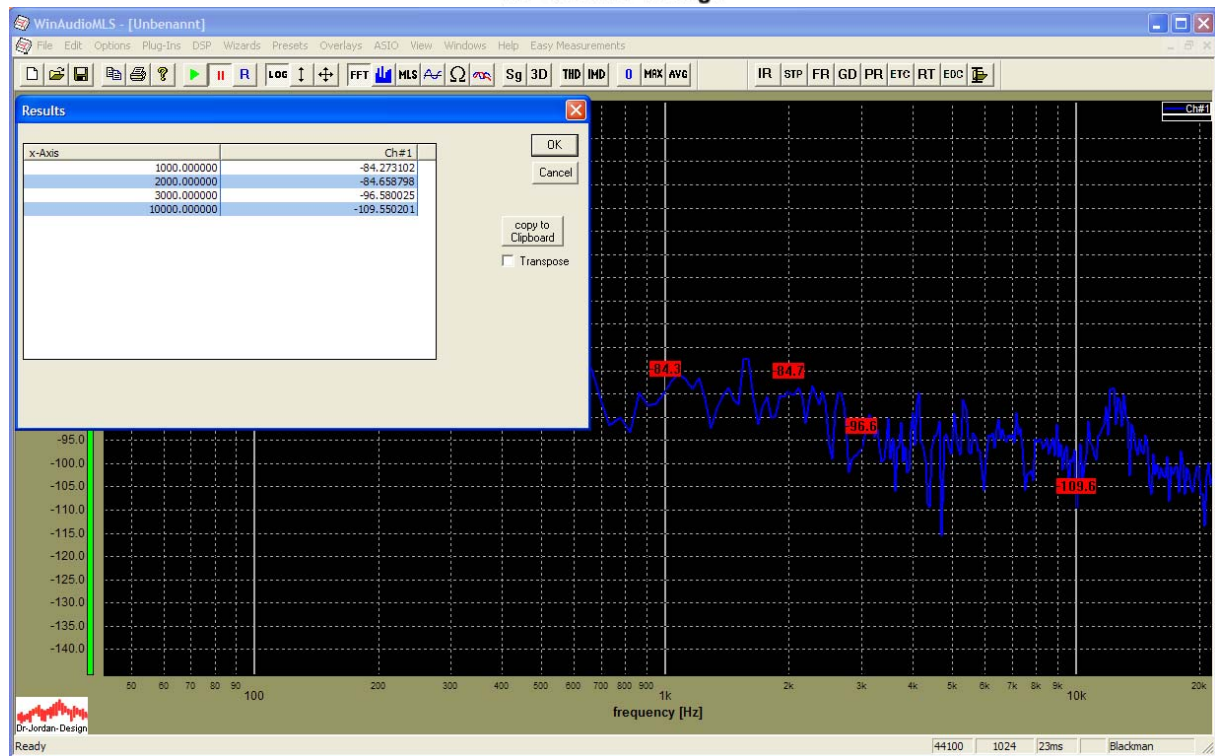 WinAudioMLS - [Unbenannt]
File Edit Options Plug-Ins DSP Wizards Presets Overlays ASIO View Windows Help Easy Measurements
R LOG FFT MLS Ω Sg 3D THD IMD 0 MAX AVG IR STP FR GD PR ETC RT EDC
Results
Ch#1
OK
x-Axis Ch#1
1000.000000 -84.273102
Cancel
2000.000000 -84.658798
3000.000000 -96.580025
10000.000000 -109.550201
copy to
Clipboard
Transpose
-84.3 -84.7
-96.6
-95.0
-100.0
-105.0 -109.6
-110.0
-115.0
-120.0
-125.0
-130.0
-135.0
-140.0
50 60 70 80 90 100 200 300 400 500 600 700 800 900 1k 2k 3k 4k 5k 6k 7k 8k 9k 10k 20k
frequency [Hz]
Dr-Jordan-Design
Ready 44100 1024 23ms Blackman